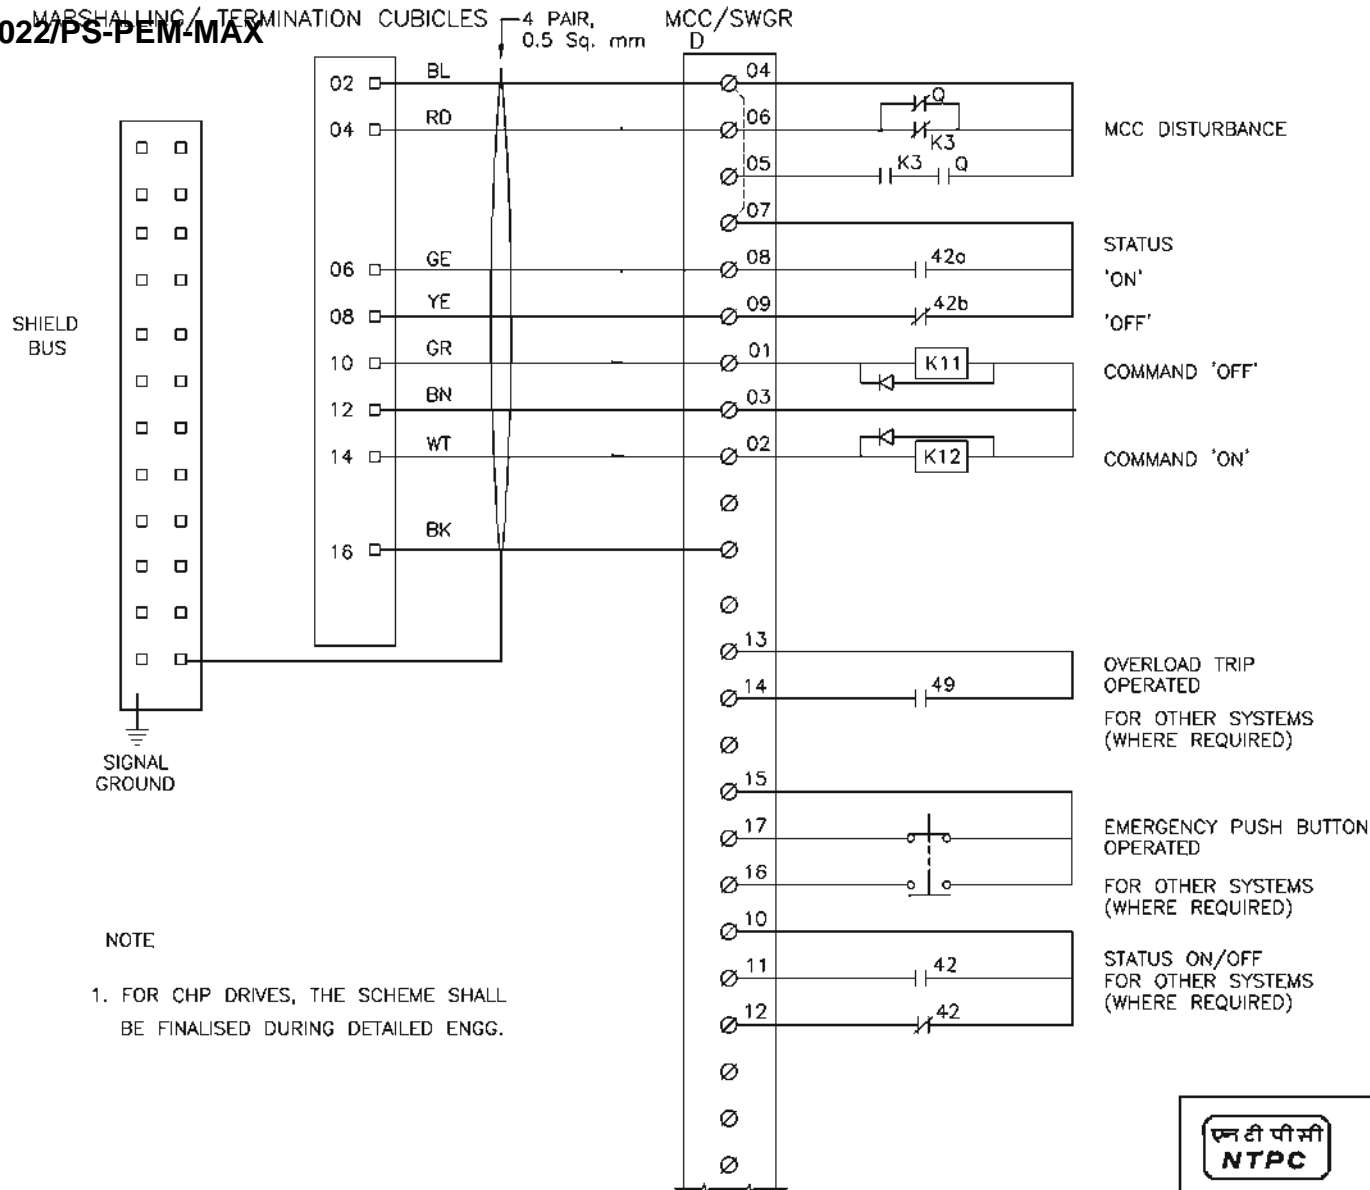 MARSHALLING/ TERMINATION CUBICLES
022/PS-PEM-MAX
4 PAIR,
0.5 Sq. mm
MCC/SWGR
D
02 BL 04
04 RD 06 Q
K3
MCC DISTURBANCE
05 K3 Q
07
STATUS
06 GE 08 42a
'ON'
08 YE 09 42b
'OFF'
SHIELD
BUS
10 GR 01 K11
COMMAND 'OFF'
12 BN 03
14 WT 02 K12
COMMAND 'ON'
16 BK
13
14 49
OVERLOAD TRIP
OPERATED
FOR OTHER SYSTEMS
(WHERE REQUIRED)
SIGNAL
GROUND
15
17
EMERGENCY PUSH BUTTON
OPERATED
16
FOR OTHER SYSTEMS
(WHERE REQUIRED)
10
11 42
12 42
STATUS ON/OFF
FOR OTHER SYSTEMS
(WHERE REQUIRED)
NOTE
1. FOR CHP DRIVES, THE SCHEME SHALL
BE FINALISED DURING DETAILED ENGG.
एन टी पी सी
NTPC